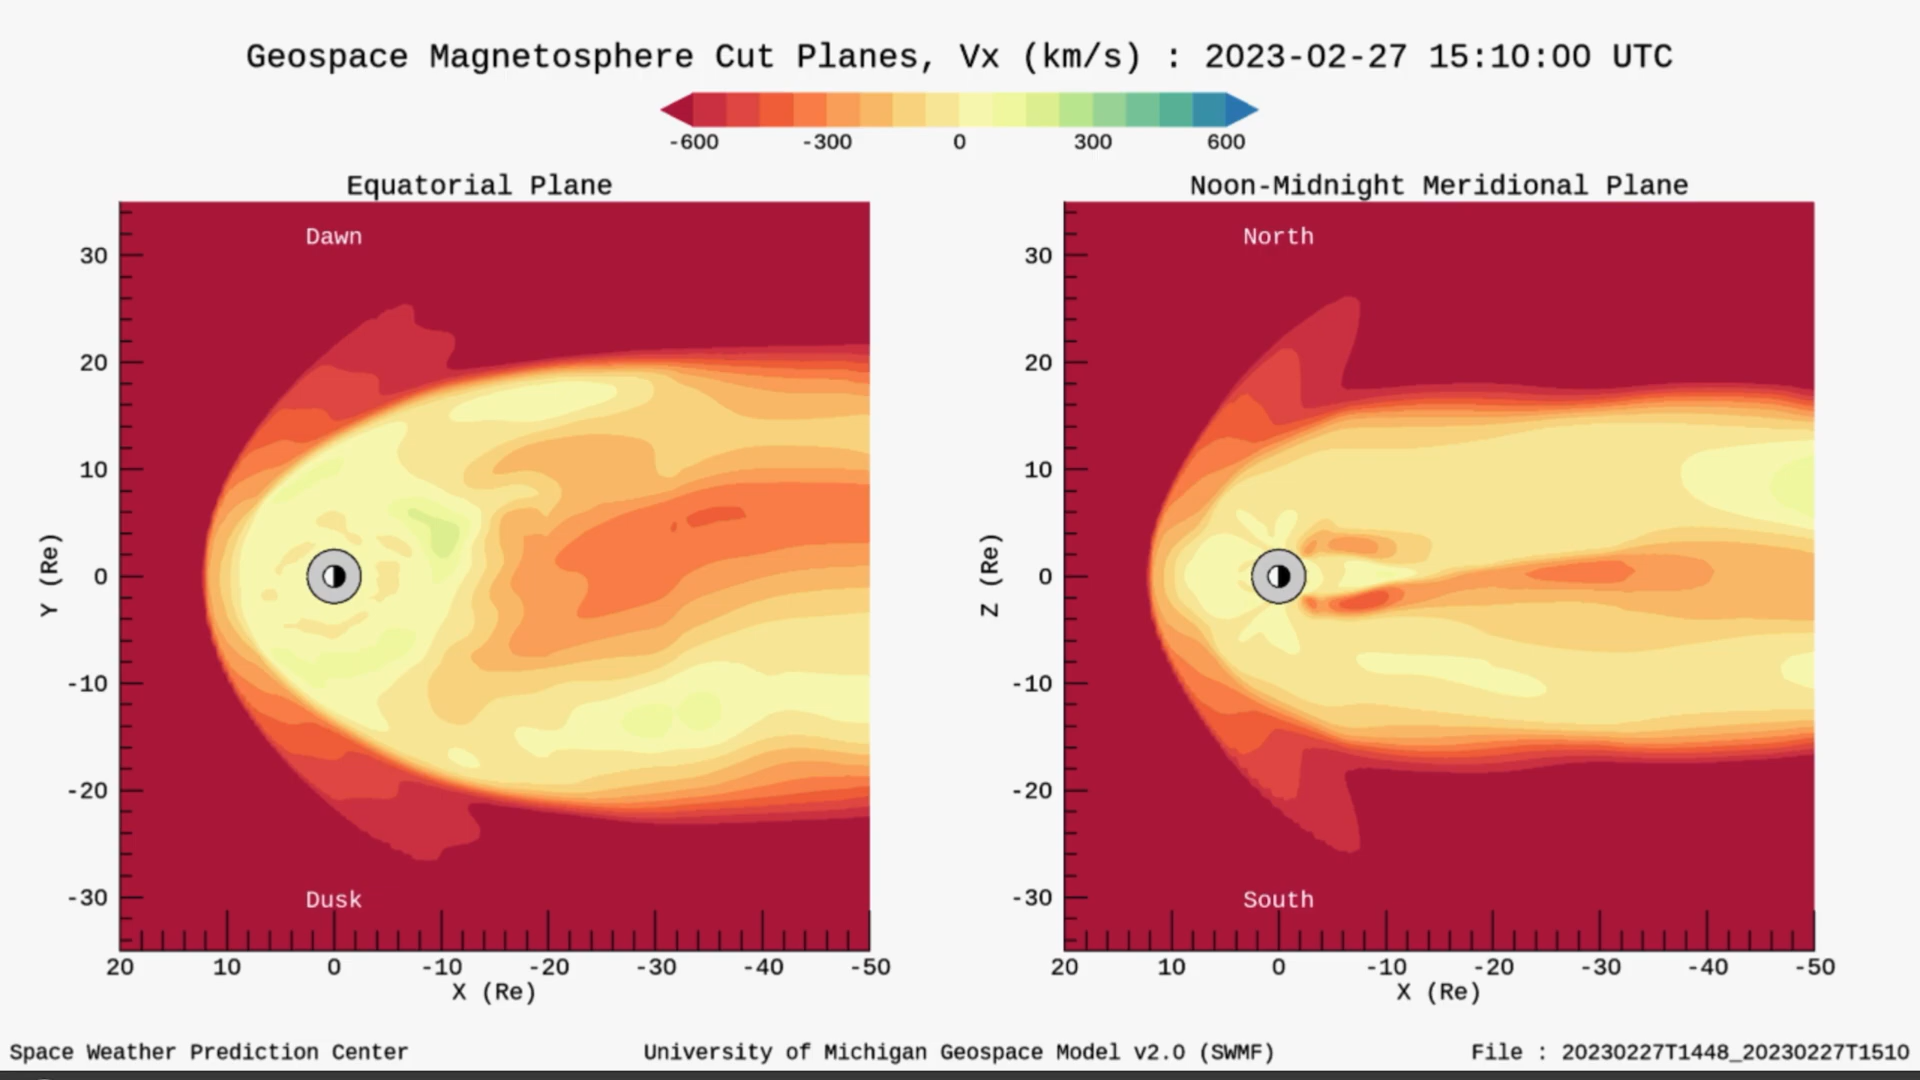 Geospace Magnetosphere Cut Planes, Vx (km/s) : 2023-02-27 15:10:00 UTC
-600 -300 0 300 600
Equatorial Plane
Dawn
30
20
10
0
-10
-20
-30
Y (Re)
Dusk
20 10 0 -10 -20 -30 -40 -50
X (Re)
Noon-Midnight Meridional Plane
North
30
20
10
0
-10
-20
-30
Z (Re)
South
20 10 0 -10 -20 -30 -40 -50
X (Re)
Space Weather Prediction Center
University of Michigan Geospace Model v2.0 (SWMF)
File : 20230227T1448_20230227T1510